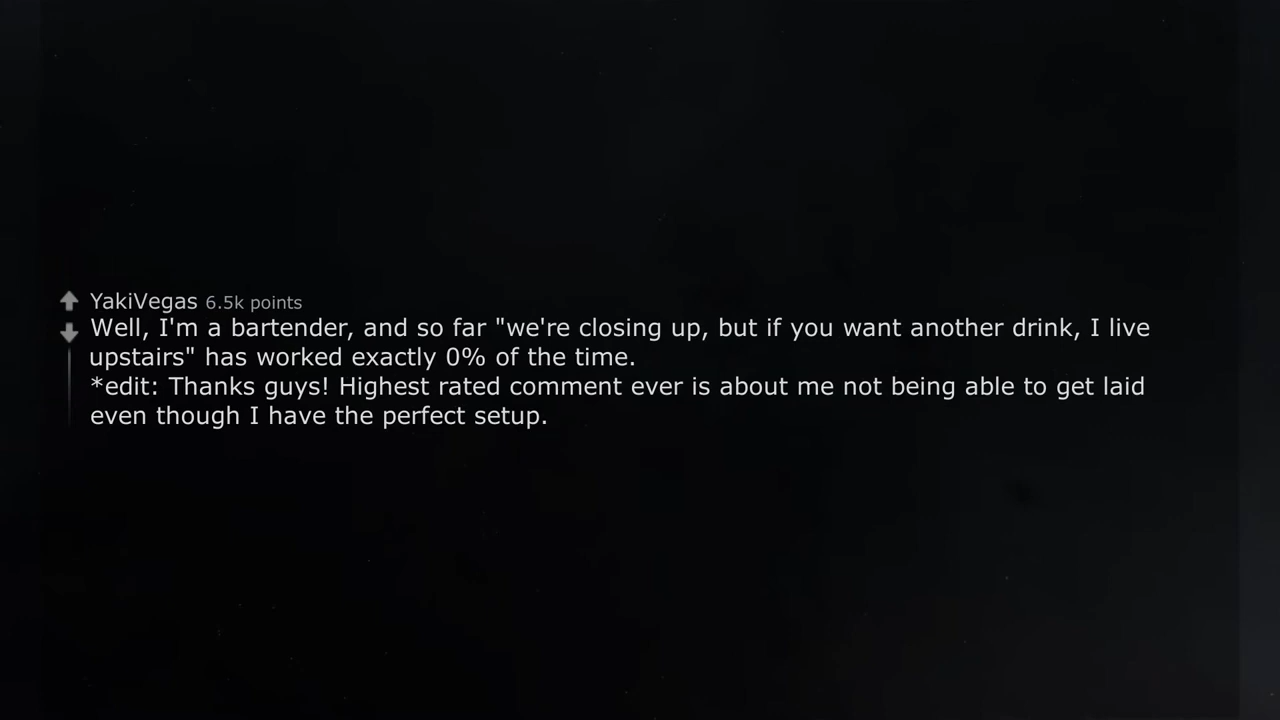 YakiVegas 6.5k points
Well, I'm a bartender, and so far "we're closing up, but if you want another drink, I live
upstairs" has worked exactly 0% of the time.
*edit: Thanks guys! Highest rated comment ever is about me not being able to get laid
even though I have the perfect setup.